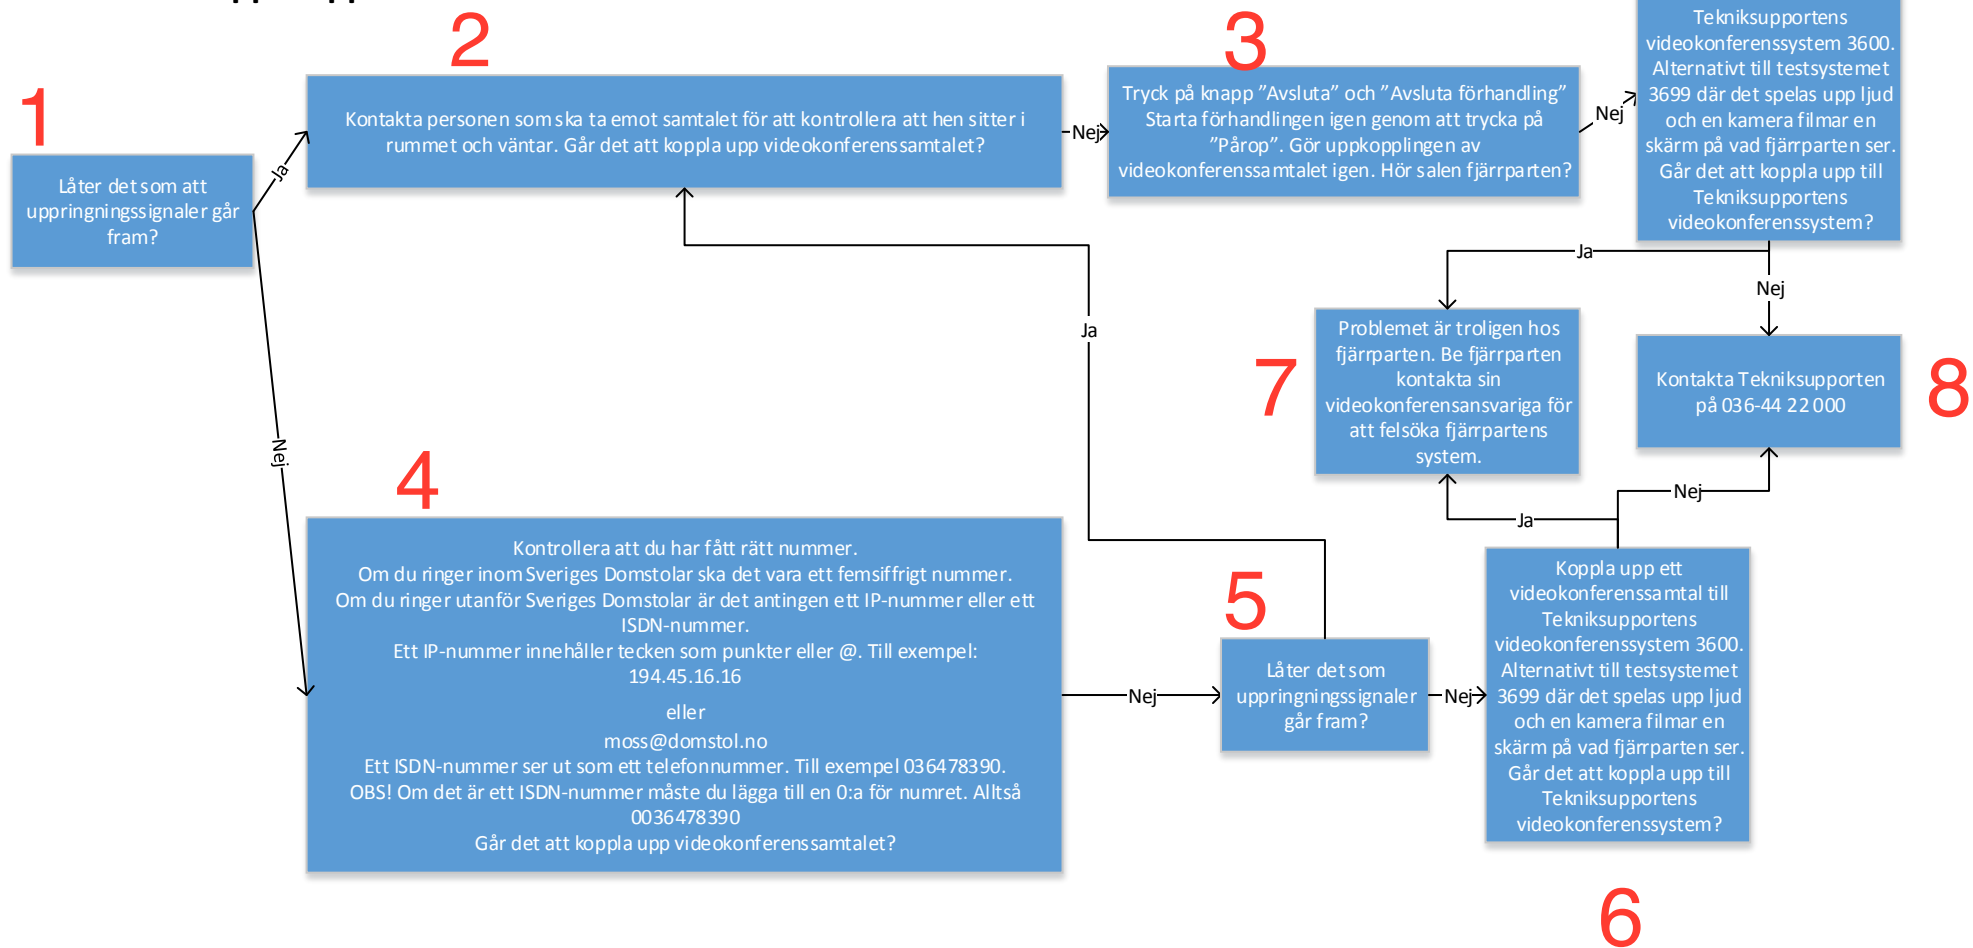 1
Låter det som att
uppringningssignaler går
fram?
Ja
Nej
2
Kontakta personen som ska ta emot samtalet för att kontrollera att hen sitter i
rummet och väntar. Går det att koppla upp videokonferenssamtalet?
Nej
3
Tryck på knapp ”Avsluta” och ”Avsluta förhandling”
Starta förhandlingen igen genom att trycka på
”Pårop”. Gör uppkopplingen av
videokonferenssamtalet igen. Hör salen fjärrparten?
Nej
Tekniksupportens
videokonferenssystem 3600.
Alternativt till testsystemet
3699 där det spelas upp ljud
och en kamera filmar en
skärm på vad fjärrparten ser.
Går det att koppla upp till
Tekniksupportens
videokonferenssystem?
Ja
Nej
4
Kontrollera att du har fått rätt nummer.
Om du ringer inom Sveriges Domstolar ska det vara ett femsiffrigt nummer.
Om du ringer utanför Sveriges Domstolar är det antingen ett IP-nummer eller ett
ISDN-nummer.
Ett IP-nummer innehåller tecken som punkter eller @. Till exempel:
194.45.16.16
eller
moss@domstol.no
Ett ISDN-nummer ser ut som ett telefonnummer. Till exempel 036478390.
OBS! Om det är ett ISDN-nummer måste du lägga till en 0:a för numret. Alltså
0036478390
Går det att koppla upp videokonferenssamtalet?
Nej
5
Låter det som
uppringningssignaler
går fram?
Ja
Nej
6
Koppla upp ett
videokonferenssamtal till
Tekniksupportens
videokonferenssystem 3600.
Alternativt till testsystemet
3699 där det spelas upp ljud
och en kamera filmar en
skärm på vad fjärrparten ser.
Går det att koppla upp till
Tekniksupportens
videokonferenssystem?
Ja
Nej
7
Problemet är troligen hos
fjärrparten. Be fjärrparten
kontakta sin
videokonferensansvariga för
att felsöka fjärrpartens
system.
8
Kontakta Tekniksupporten
på 036-44 22 000